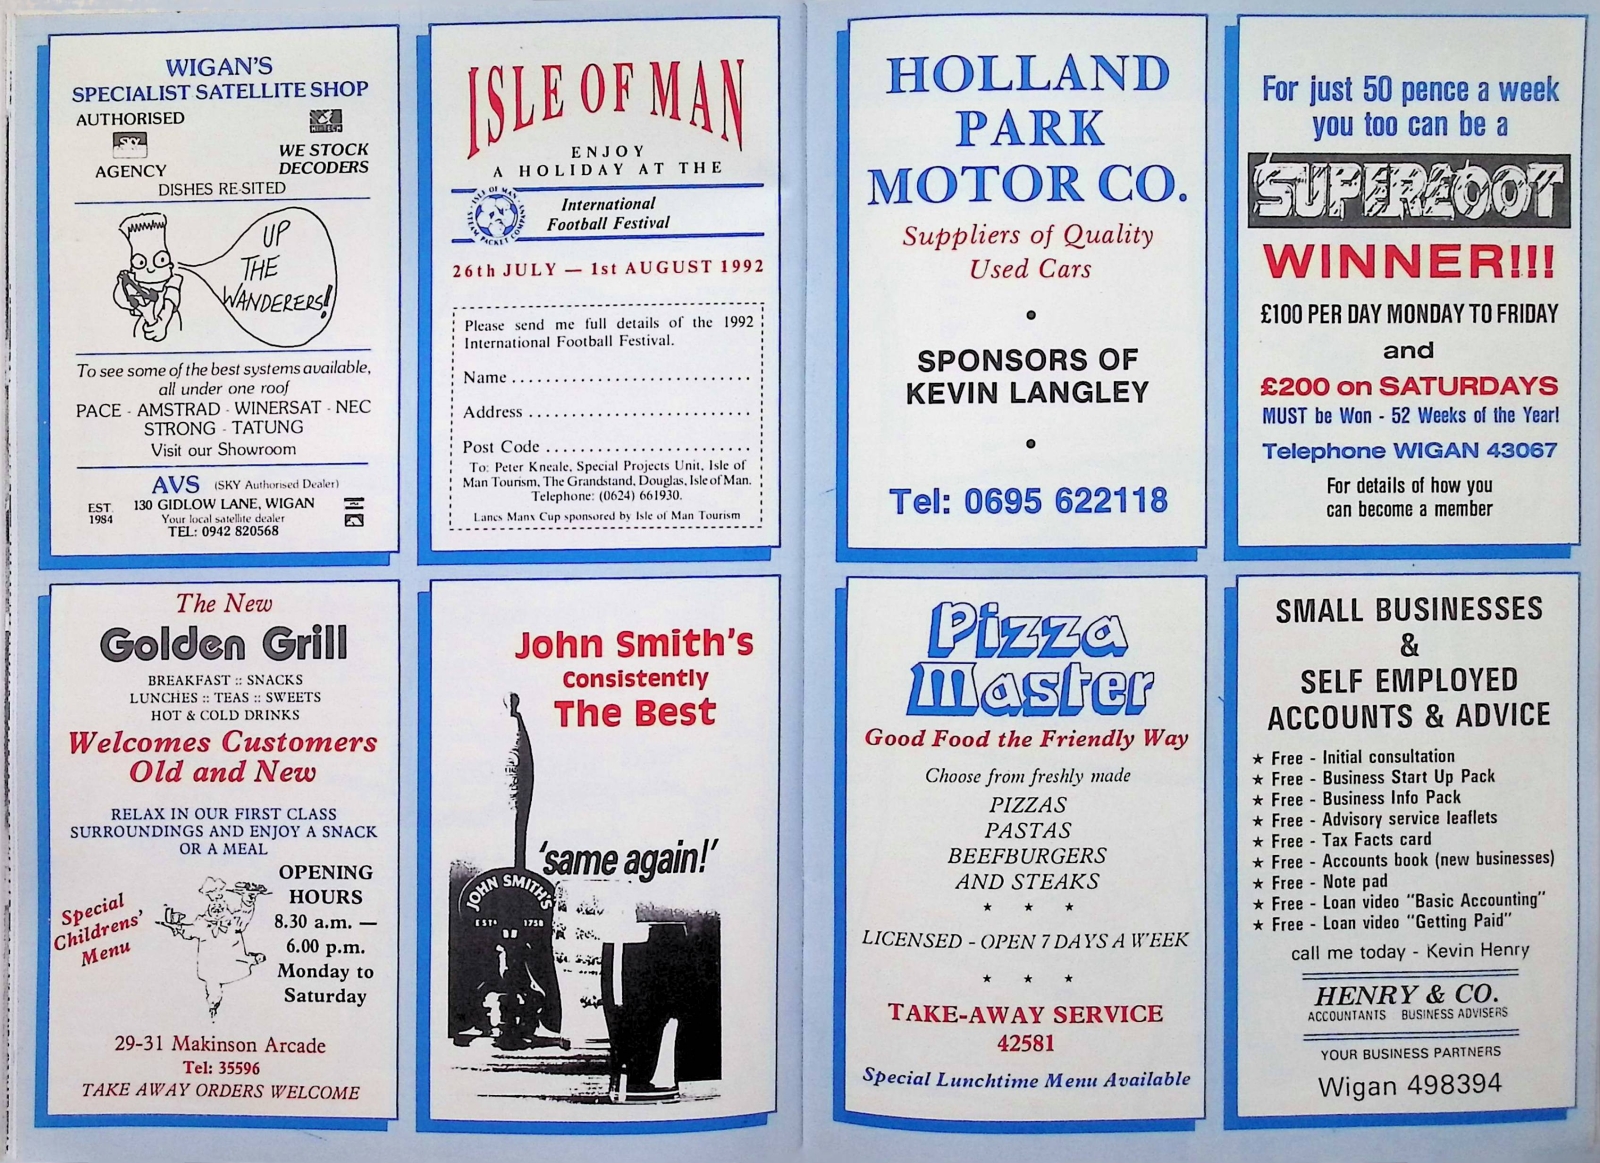 WIGAN'S
SPECIALIST SATELLITE SHOP
AUTHORISED
SKY
AGENCY
WE STOCK
DECODERS
DISHES RE-SITED
UP
THE
WANDERERS!
To see some of the best systems available,
all under one roof
PACE - AMSTRAD - WINERSAT - NEC
STRONG - TATUNG
Visit our Showroom
AVS (SKY Authorised Dealer)
EST. 1984
130 GIDLOW LANE, WIGAN
Your local satellite dealer
TEL: 0942 820568
ISLE OF MAN
ENJOY
A HOLIDAY AT THE
ISLE OF MAN STEAM PACKET COMPANY
International
Football Festival
26th JULY — 1st AUGUST 1992
Please send me full details of the 1992
International Football Festival.
Name ..............................
Address ............................
Post Code ..........................
To: Peter Kneale, Special Projects Unit, Isle of
Man Tourism, The Grandstand, Douglas, Isle of Man.
Telephone: (0624) 661930.
Lancs Manx Cup sponsored by Isle of Man Tourism
HOLLAND
PARK
MOTOR CO.
Suppliers of Quality
Used Cars
•
SPONSORS OF
KEVIN LANGLEY
•
Tel: 0695 622118
For just 50 pence a week
you too can be a
SUPERFOOT
WINNER!!!
£100 PER DAY MONDAY TO FRIDAY
and
£200 on SATURDAYS
MUST be Won - 52 Weeks of the Year!
Telephone WIGAN 43067
For details of how you
can become a member
The New
Golden Grill
BREAKFAST :: SNACKS
LUNCHES :: TEAS :: SWEETS
HOT & COLD DRINKS
Welcomes Customers
Old and New
RELAX IN OUR FIRST CLASS
SURROUNDINGS AND ENJOY A SNACK
OR A MEAL
Special
Childrens'
Menu
OPENING
HOURS
8.30 a.m. —
6.00 p.m.
Monday to
Saturday
29-31 Makinson Arcade
Tel: 35596
TAKE AWAY ORDERS WELCOME
John Smith's
Consistently
The Best
'same again!'
JOHN SMITH'S
ESTD 1758
Pizza
Master
Good Food the Friendly Way
Choose from freshly made
PIZZAS
PASTAS
BEEFBURGERS
AND STEAKS
★ ★ ★
LICENSED - OPEN 7 DAYS A WEEK
★ ★ ★
TAKE-AWAY SERVICE
42581
Special Lunchtime Menu Available
SMALL BUSINESSES
&
SELF EMPLOYED
ACCOUNTS & ADVICE
★ Free - Initial consultation
★ Free - Business Start Up Pack
★ Free - Business Info Pack
★ Free - Advisory service leaflets
★ Free - Tax Facts card
★ Free - Accounts book (new businesses)
★ Free - Note pad
★ Free - Loan video "Basic Accounting"
★ Free - Loan video "Getting Paid"
call me today - Kevin Henry
HENRY & CO.
ACCOUNTANTS BUSINESS ADVISERS
YOUR BUSINESS PARTNERS
Wigan 498394